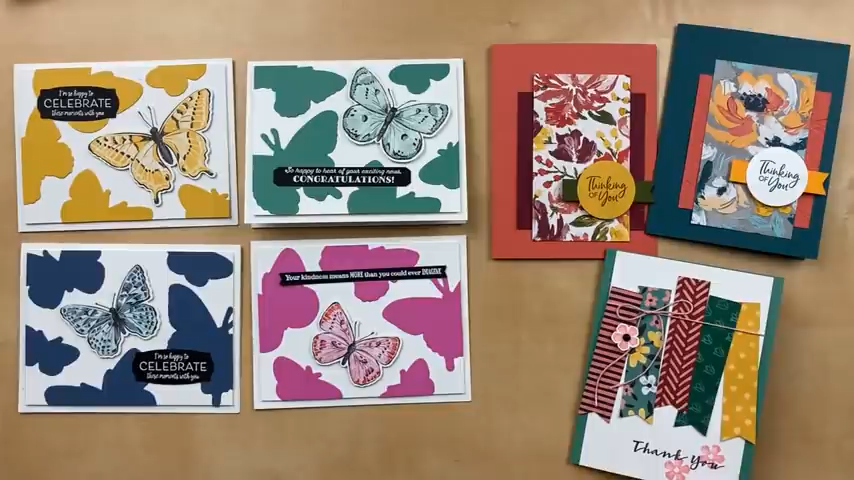 I'm so happy to
CELEBRATE
these moments with you
So happy to hear of your exciting news.
CONGRATULATIONS!
Thinking
OF You
Thinking
OF You
I'm so happy to
CELEBRATE
these moments with you
Your kindness means MORE than you could ever IMAGINE
Thank You